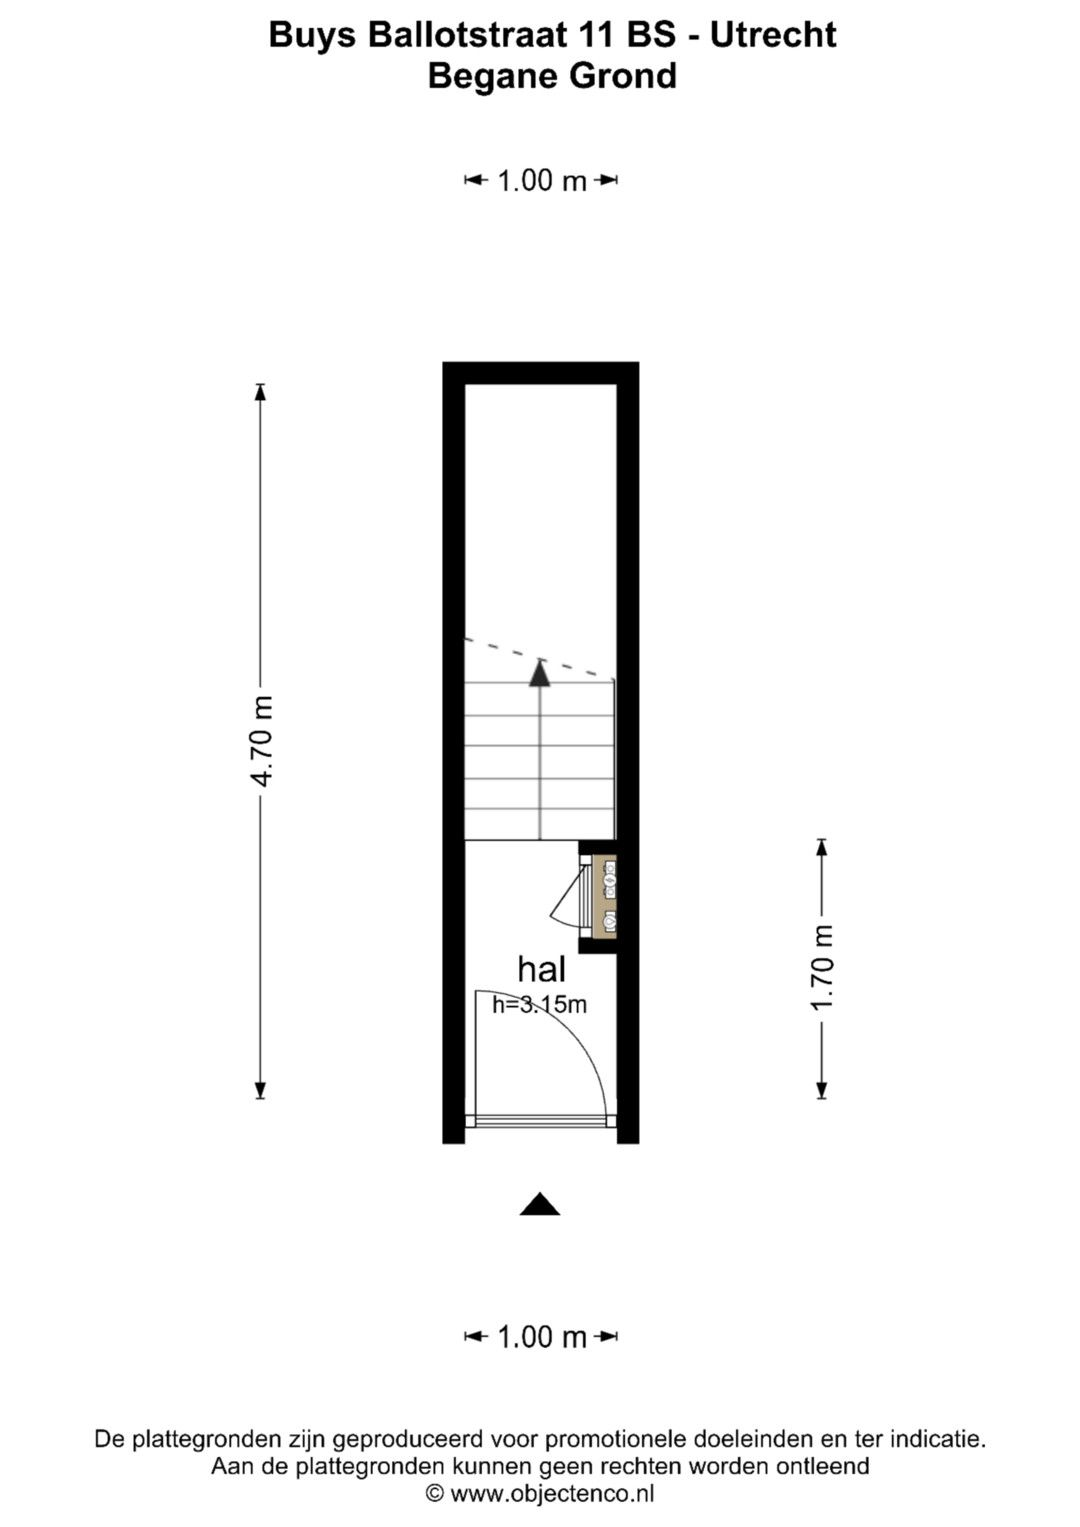 Buys Ballotstraat 11 BS - Utrecht
Begane Grond
1.00 m
4.70 m
1.70 m
hal
h=3.15m
1.00 m
De plattegronden zijn geproduceerd voor promotionele doeleinden en ter indicatie.
Aan de plattegronden kunnen geen rechten worden ontleend
© www.objectenco.nl